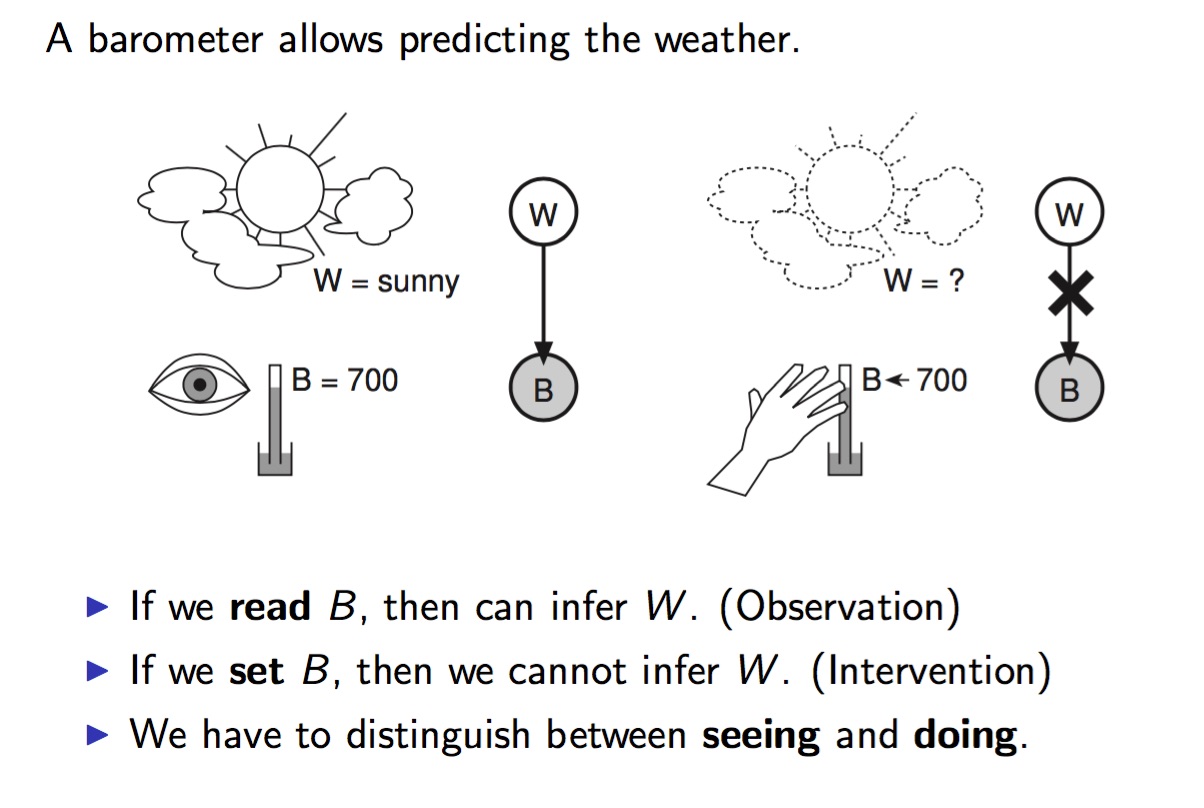 A barometer allows predicting the weather.
W
W
W = sunny
W = ?
B = 700
B
B←700
B
▶ If we read B, then can infer W. (Observation)
▶ If we set B, then we cannot infer W. (Intervention)
▶ We have to distinguish between seeing and doing.